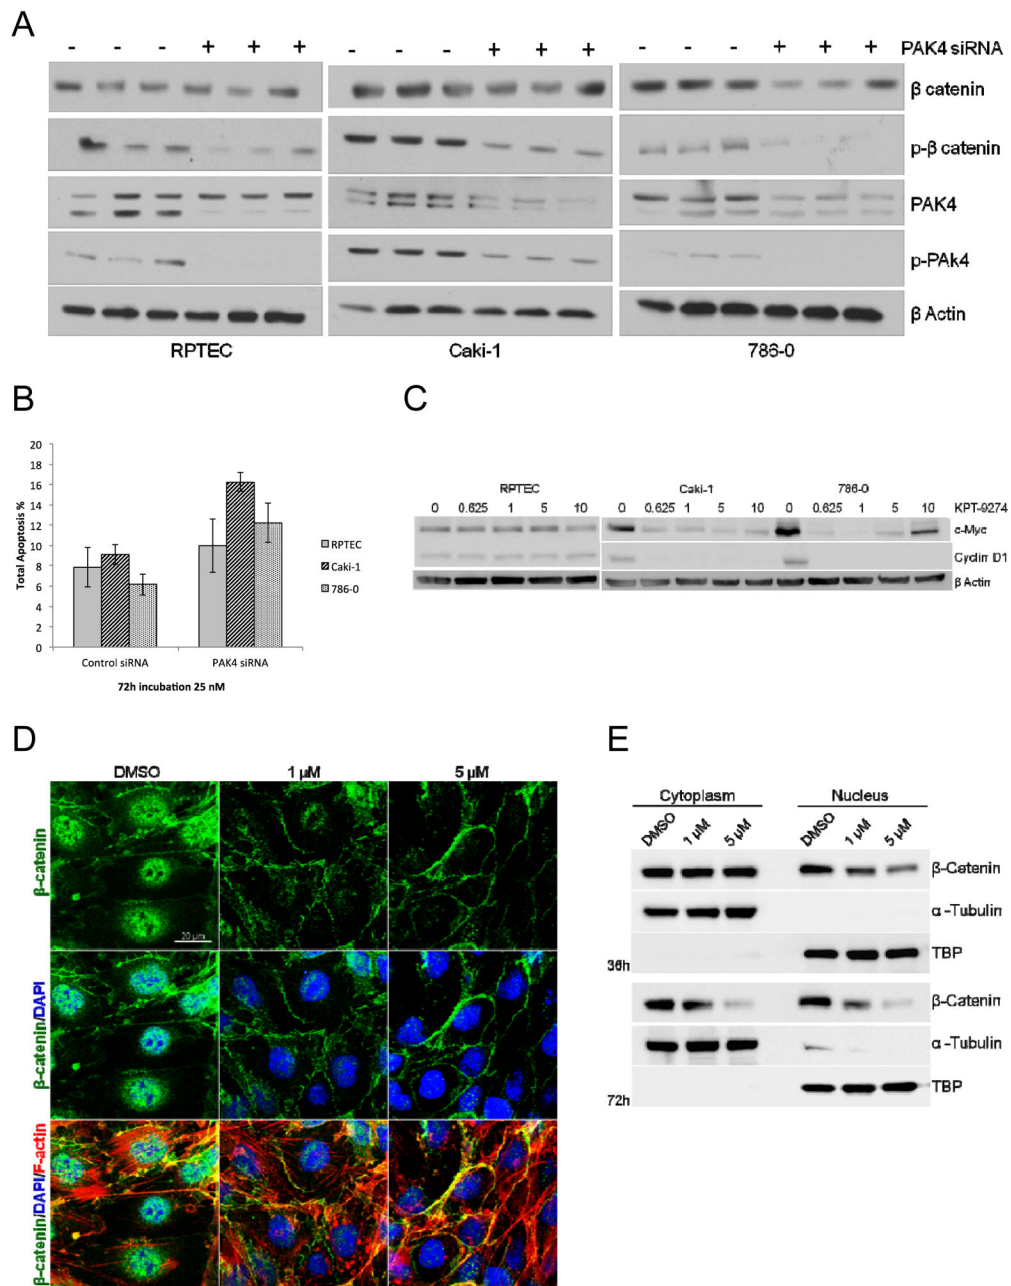 A
- - - + + + - - - + + + - - - + + + PAK4 siRNA
β catenin
p-β catenin
PAK4
p-PAk4
β Actin
RPTEC Caki-1 786-0
B
20
18
16
14
12
10
8
6
4
2
0
Total Apoptosis %
Control siRNA PAK4 siRNA
72h incubation 25 nM
RPTEC
Caki-1
786-0
C
RPTEC Caki-1 786-0
0 0.625 1 5 10 0 0.625 1 5 10 0 0.625 1 5 10 KPT-9274
c-Myc
Cyclin D1
β Actin
D
DMSO 1 µM 5 µM
β-catenin
20 µm
β-catenin/DAPI
β-catenin/DAPI/F-actin
E
Cytoplasm Nucleus
DMSO 1 µM 5 µM DMSO 1 µM 5 µM
β-Catenin
α-Tubulin
36h TBP
β-Catenin
α-Tubulin
72h TBP